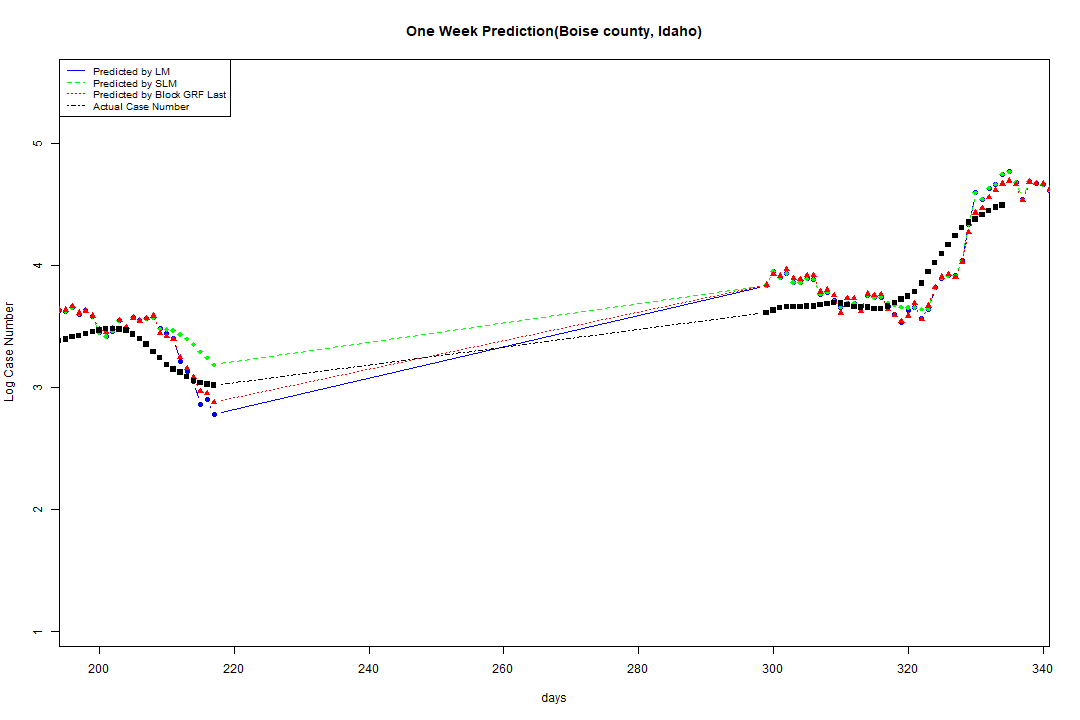 One Week Prediction(Boise county, Idaho)
Predicted by LM
Predicted by SLM
Predicted by Block GRF Last
Actual Case Number
5
4
3
2
1
Log Case Number
200 220 240 260 280 300 320 340
days